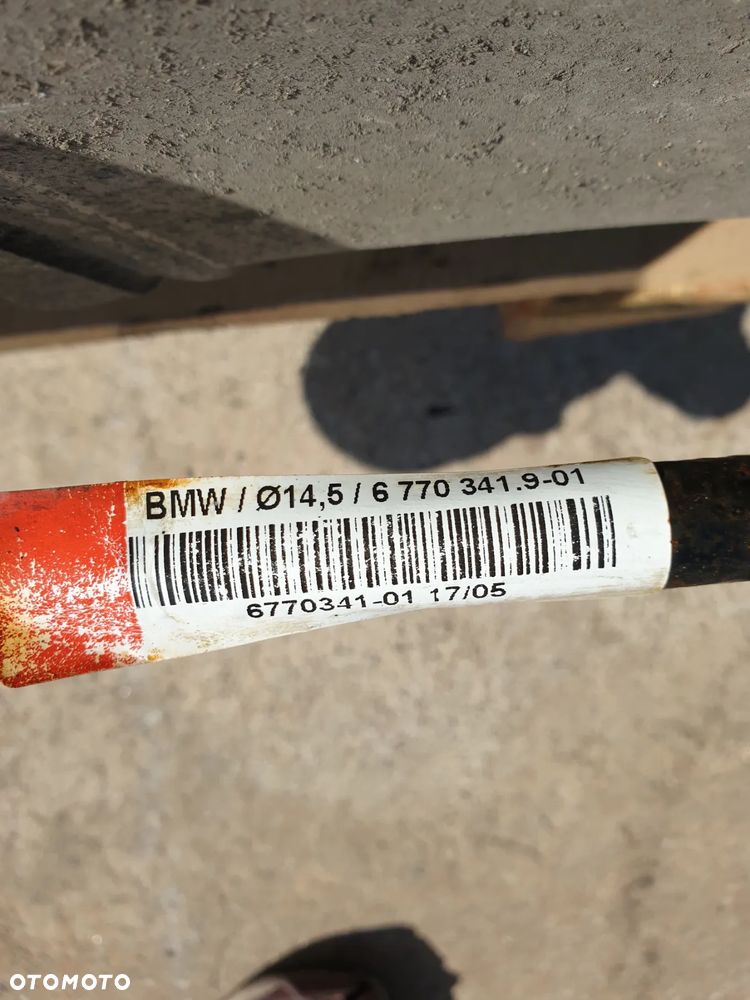 BMW / Ø14,5 / 6 770 341.9-01
6770341-01 17/05
OTOMOTO